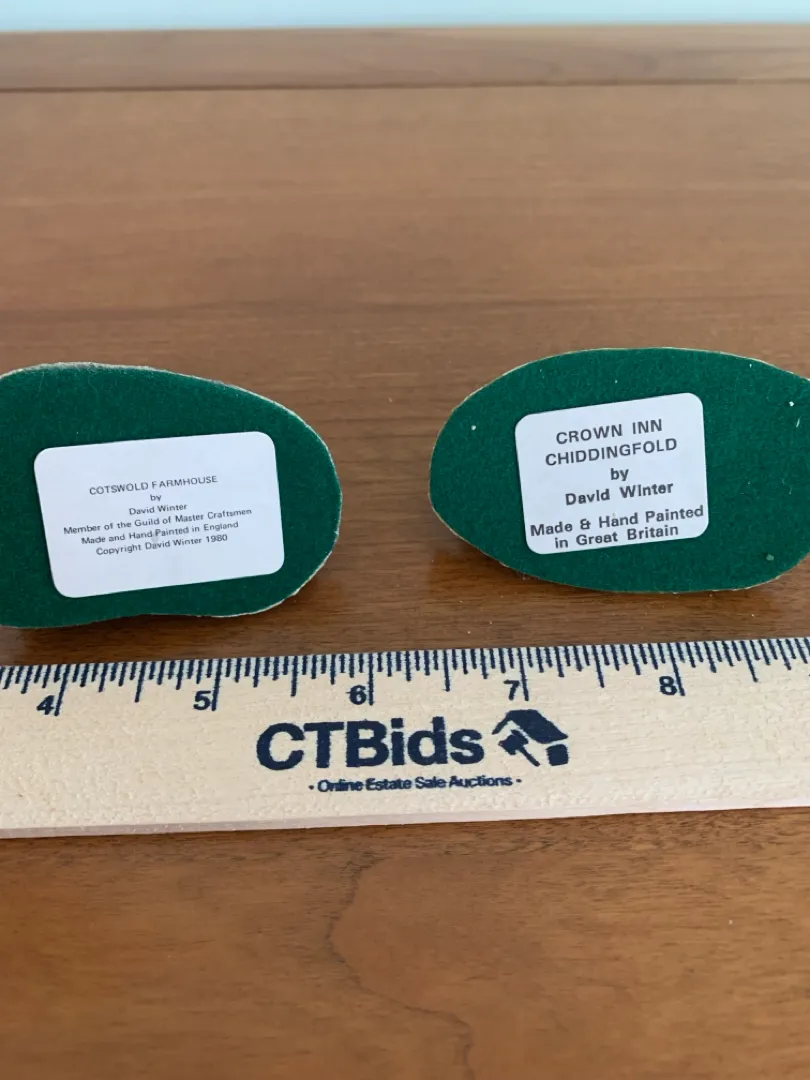 COTSWOLD FARMHOUSE
by
David Winter
Member of the Guild of Master Craftsmen
Made and Hand Painted in England
Copyright David Winter 1980
CROWN INN
CHIDDINGFOLD
by
David Winter
Made & Hand Painted
in Great Britain
4 5 6 7 8
CTBids
· Online Estate Sale Auctions ·